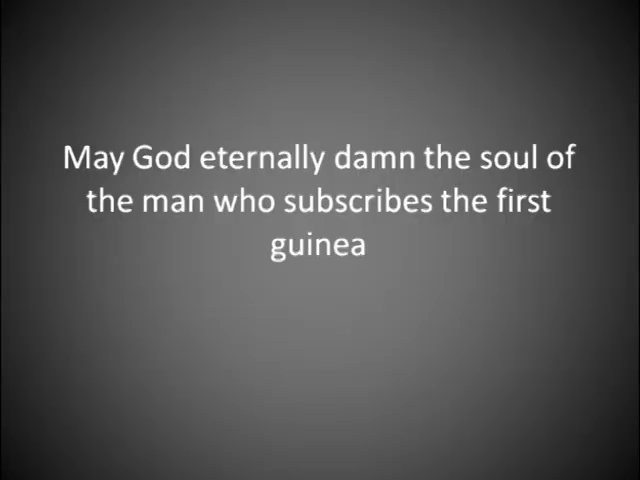 May God eternally damn the soul of
the man who subscribes the first
guinea